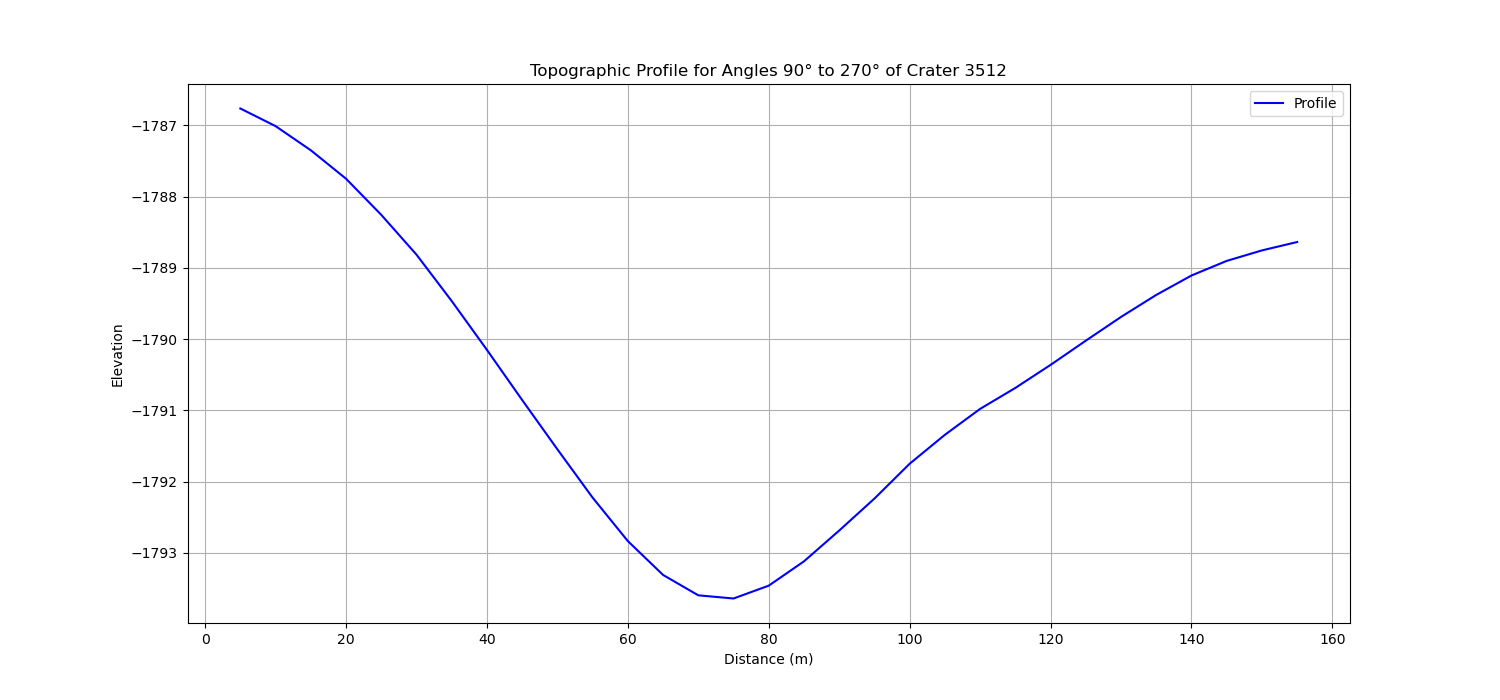 Topographic Profile for Angles 90° to 270° of Crater 3512
Profile
−1787
−1788
−1789
−1790
−1791
−1792
−1793
Elevation
0 20 40 60 80 100 120 140 160
Distance (m)